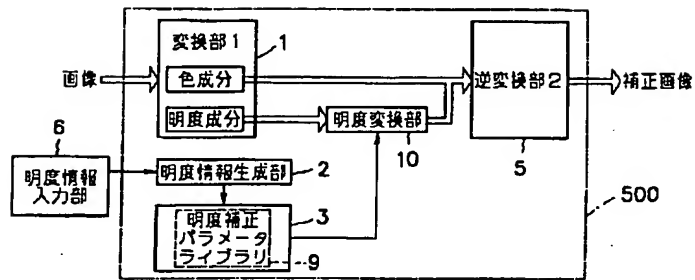 変換部1
1
画像
色成分
逆変換部2
補正画像
明度成分
明度変換部
6
10
5
明度情報
入力部
明度情報生成部
2
500
3
明度補正
パラメータ
ライブラリ
9